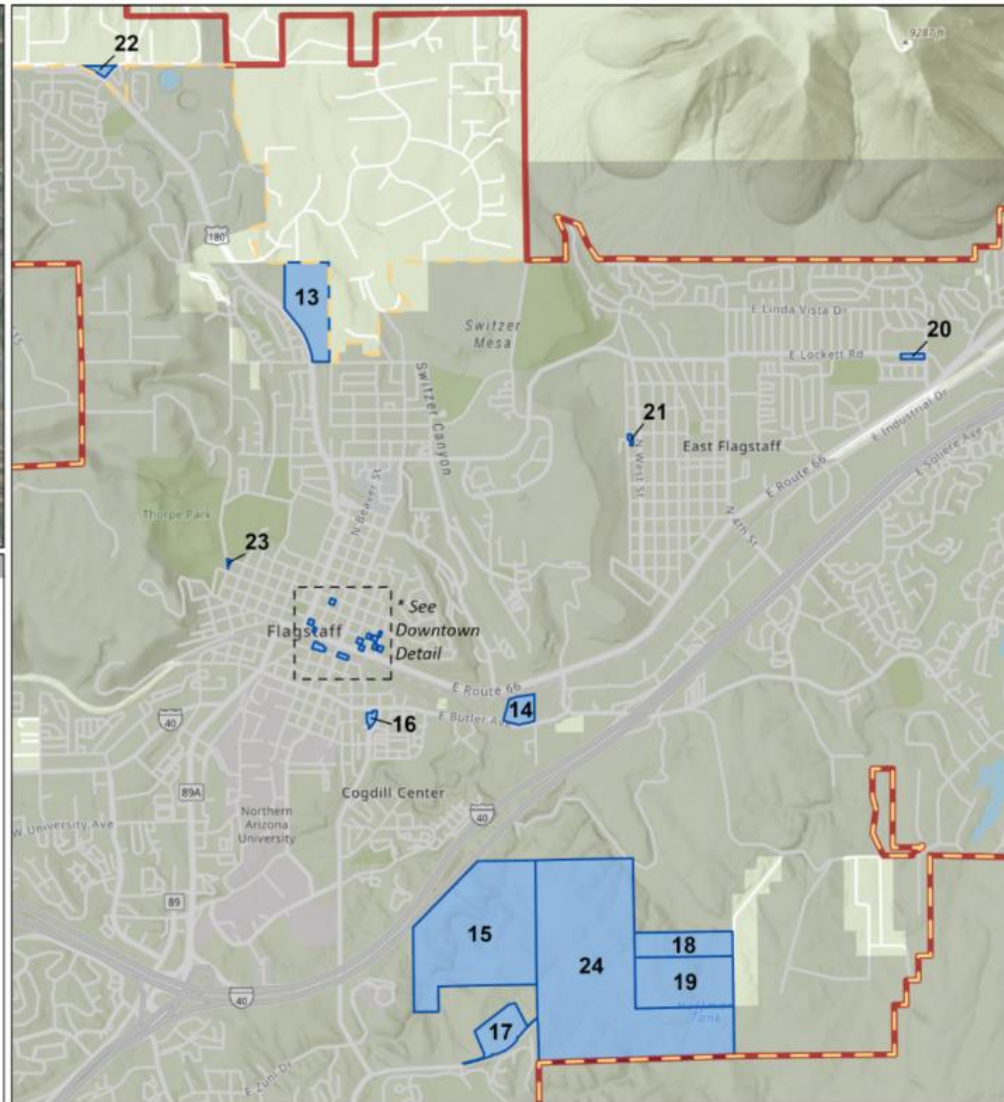 22
9287 ft
180
13
Switzer
Mesa
E Linda Vista Dr
20
E Lockett Rd
Switzer Canyon
21
East Flagstaff
E Industrial Dr
N West St
E Route 66
N Beaver St
Thorpe Park
N 4th St
23
* See
Downtown
Detail
Flagstaff
E Route 66
14
40
16
E Butler Ave
89A
Cogdill Center
40
W University Ave
Northern
Arizona
University
89
15
18
24
19
40
Tank
17
E Zuni Dr